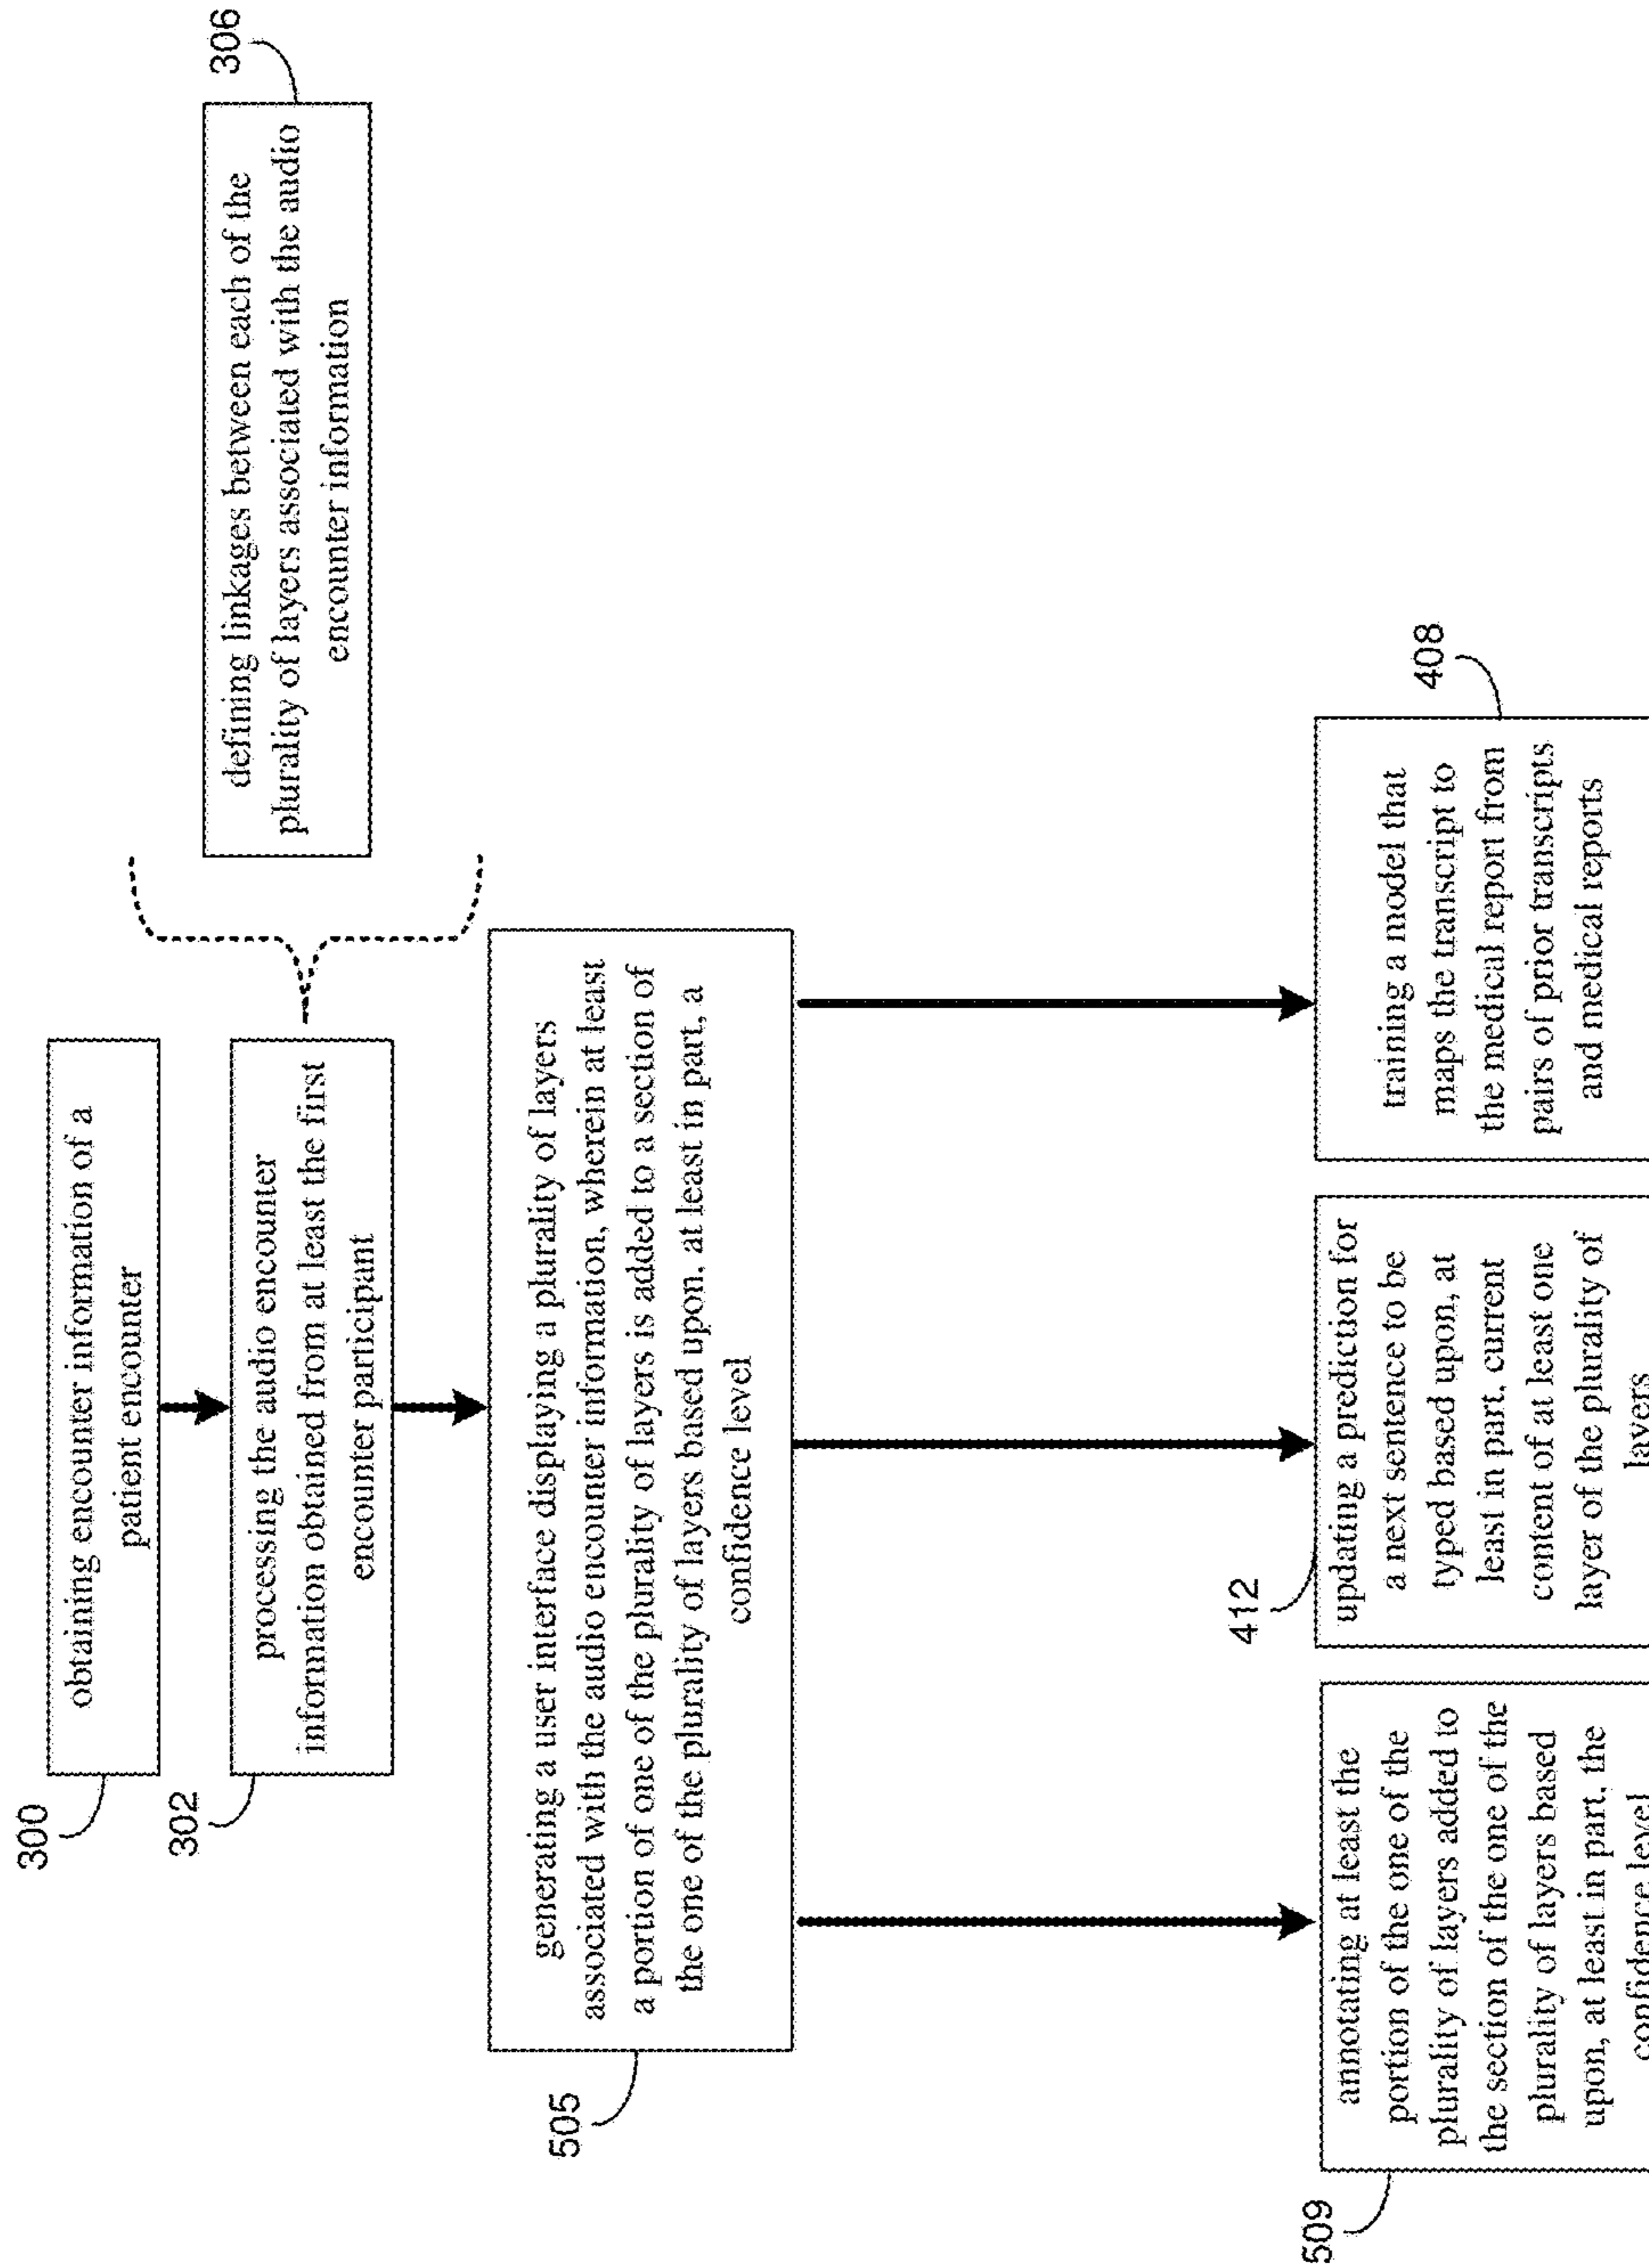 300
obtaining encounter information of a
patient encounter
302
processing the audio encounter
information obtained from at least the first
encounter participant
306
defining linkages between each of the
plurality of layers associated with the audio
encounter information
505
generating a user interface displaying a plurality of layers
associated with the audio encounter information, wherein at least
a portion of one of the plurality of layers is added to a section of
the one of the plurality of layers based upon, at least in part, a
confidence level
509
annotating at least the
portion of the one of the
plurality of layers added to
the section of the one of the
plurality of layers based
upon, at least in part, the
confidence level
412
updating a prediction for
a next sentence to be
typed based upon, at
least in part, current
content of at least one
layer of the plurality of
layers
408
training a model that
maps the transcript to
the medical report from
pairs of prior transcripts
and medical reports